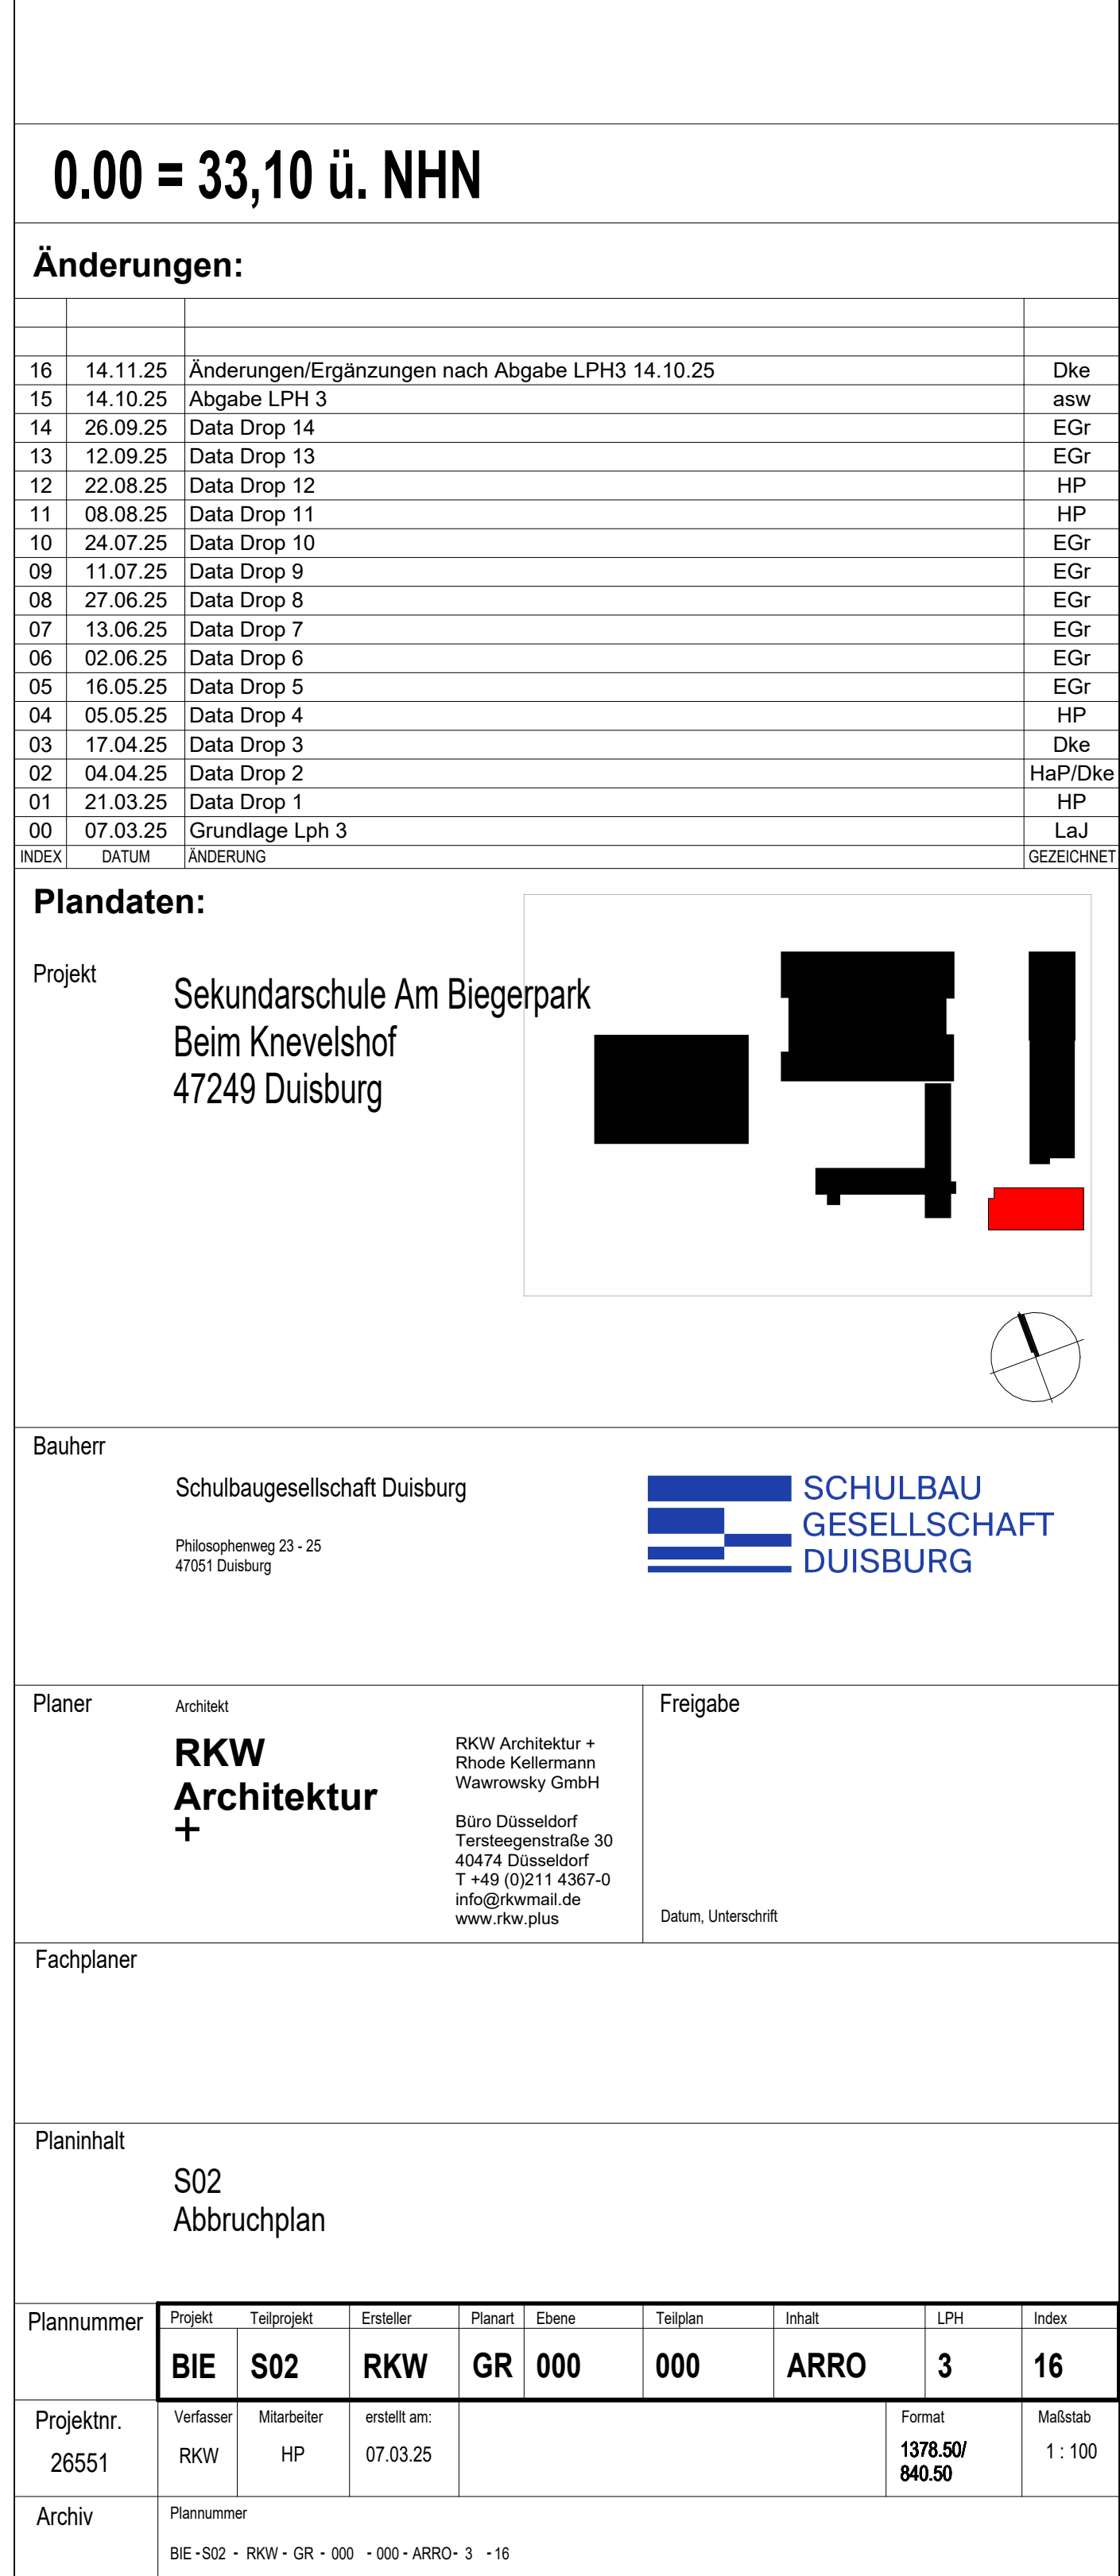 0.00 = 33,10 ü. NHN
Änderungen:
16 14.11.25 Änderungen/Ergänzungen nach Abgabe LPH3 14.10.25 Dke
15 14.10.25 Abgabe LPH 3 asw
14 26.09.25 Data Drop 14 EGr
13 12.09.25 Data Drop 13 EGr
12 22.08.25 Data Drop 12 HP
11 08.08.25 Data Drop 11 HP
10 24.07.25 Data Drop 10 EGr
09 11.07.25 Data Drop 9 EGr
08 27.06.25 Data Drop 8 EGr
07 13.06.25 Data Drop 7 EGr
06 02.06.25 Data Drop 6 EGr
05 16.05.25 Data Drop 5 EGr
04 05.05.25 Data Drop 4 HP
03 17.04.25 Data Drop 3 Dke
02 04.04.25 Data Drop 2 HaP/Dke
01 21.03.25 Data Drop 1 HP
00 07.03.25 Grundlage Lph 3 LaJ
INDEX DATUM ÄNDERUNG GEZEICHNET
Plandaten:
Projekt
Sekundarschule Am Biegerpark
Beim Knevelshof
47249 Duisburg
Bauherr
Schulbaugesellschaft Duisburg
Philosophenweg 23 - 25
47051 Duisburg
SCHULBAU
GESELLSCHAFT
DUISBURG
Planer
Architekt
RKW
Architektur
+
RKW Architektur +
Rhode Kellermann
Wawrowsky GmbH
Büro Düsseldorf
Tersteegenstraße 30
40474 Düsseldorf
T +49 (0)211 4367-0
info@rkwmail.de
www.rkw.plus
Freigabe
Datum, Unterschrift
Fachplaner
Planinhalt
S02
Abbruchplan
Plannummer
Projekt Teilprojekt Ersteller Planart Ebene Teilplan Inhalt LPH Index
BIE S02 RKW GR 000 000 ARRO 3 16
Projektnr.
26551
Verfasser Mitarbeiter erstellt am: Format Maßstab
RKW HP 07.03.25 1378.50/ 1 : 100
840.50
Archiv
Plannummer
BIE - S02 - RKW - GR - 000 - 000 - ARRO - 3 - 16